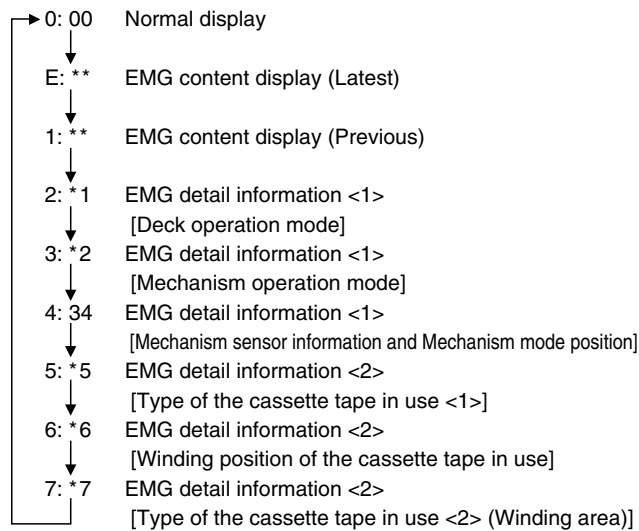 0: 00 Normal display
E: ** EMG content display (Latest)
1: ** EMG content display (Previous)
2: *1 EMG detail information <1>
[Deck operation mode]
3: *2 EMG detail information <1>
[Mechanism operation mode]
4: 34 EMG detail information <1>
[Mechanism sensor information and Mechanism mode position]
5: *5 EMG detail information <2>
[Type of the cassette tape in use <1>]
6: *6 EMG detail information <2>
[Winding position of the cassette tape in use]
7: *7 EMG detail information <2>
[Type of the cassette tape in use <2> (Winding area)]